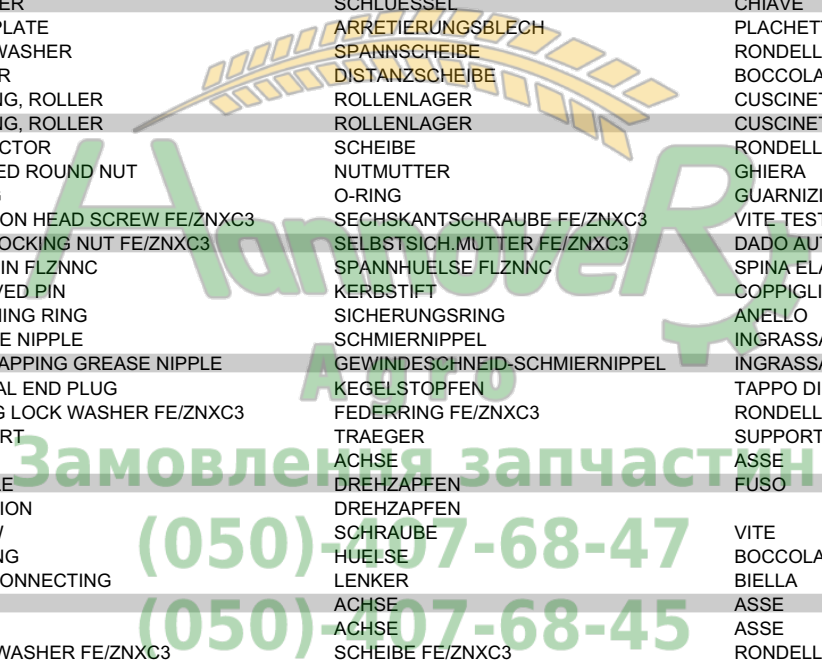 ER SCHLUESSEL CHIAVE
PLATE ARRETIERUNGSBLECH PLACHETT
WASHER SPANNSCHEIBE RONDELL
R DISTANZSCHEIBE BOCCOLA
NG, ROLLER ROLLENLAGER CUSCINET
NG, ROLLER ROLLENLAGER CUSCINET
CTOR SCHEIBE RONDELL
ED ROUND NUT NUTMUTTER GHIERA
O-RING GUARNIZI
ON HEAD SCREW FE/ZNXC3 SECHSKANTSCHRAUBE FE/ZNXC3 VITE TEST
OCKING NUT FE/ZNXC3 SELBSTSICH.MUTTER FE/ZNXC3 DADO AUT
IN FLZNNC SPANNHUELSE FLZNNC SPINA ELA
VED PIN KERBSTIFT COPPIGLI
NING RING SICHERUNGSRING ANELLO
E NIPPLE SCHMIERNIPPEL INGRASSA
APPING GREASE NIPPLE GEWINDESCHNEID-SCHMIERNIPPEL INGRASSA
AL END PLUG KEGELSTOPFEN TAPPO DI
G LOCK WASHER FE/ZNXC3 FEDERRING FE/ZNXC3 RONDELL
RT TRAEGER SUPPORT
ACHSE ASSE
LE DREHZAPFEN FUSO
ION DREHZAPFEN
SCHRAUBE VITE
NG HUELSE BOCCOLA
ONNECTING LENKER BIELLA
ACHSE ASSE
ACHSE ASSE
WASHER FE/ZNXC3 SCHEIBE FE/ZNXC3 RONDELL
HannoveR
Agro
Замовлення запчастин
(050)-407-68-47
(050)-407-68-45